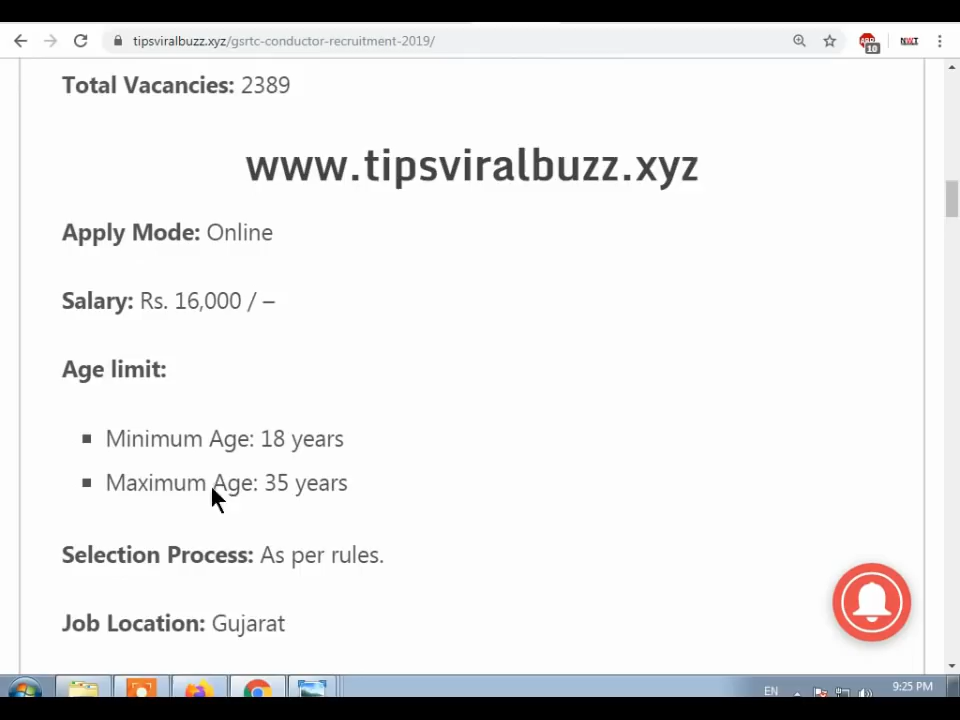 tipsviralbuzz.xyz/gsrtc-conductor-recruitment-2019/
10
NWT
Total Vacancies: 2389
www.tipsviralbuzz.xyz
Apply Mode: Online
Salary: Rs. 16,000 / –
Age limit:
Minimum Age: 18 years
Maximum Age: 35 years
Selection Process: As per rules.
Job Location: Gujarat
EN
9:25 PM